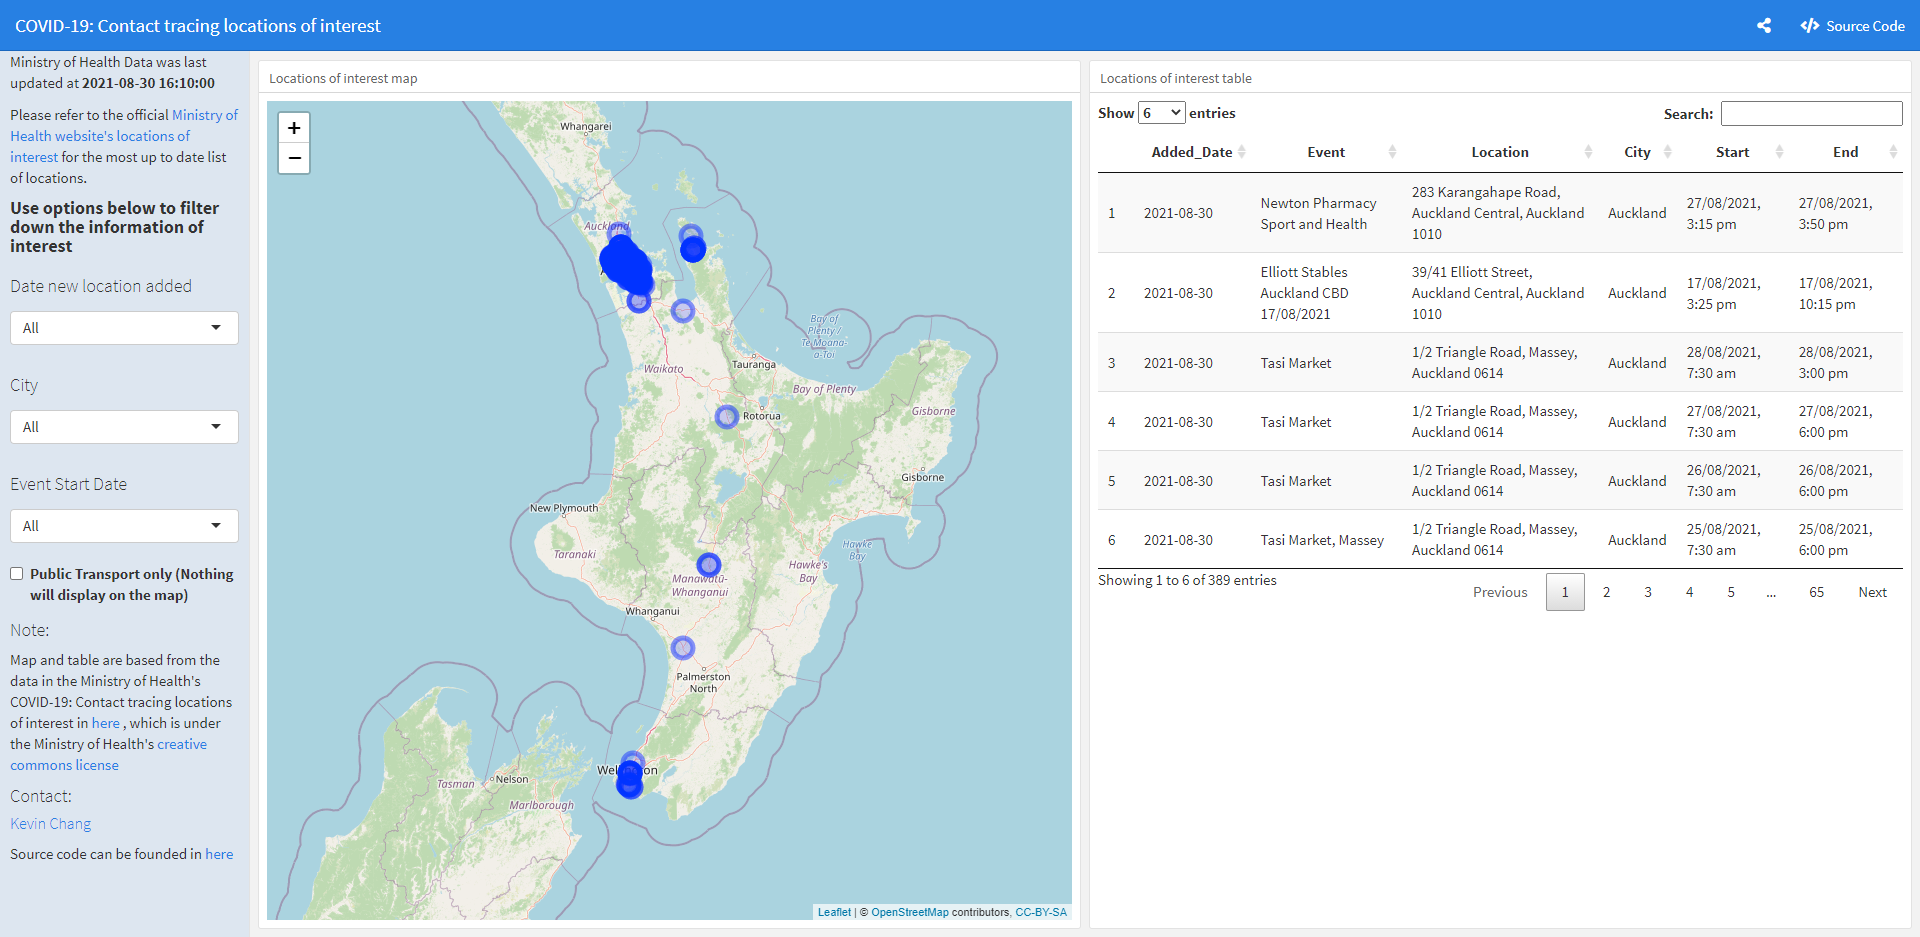 COVID-19: Contact tracing locations of interest
Source Code
Ministry of Health Data was last
updated at 2021-08-30 16:10:00
Please refer to the official Ministry of
Health website's locations of
interest for the most up to date list
of locations.
Use options below to filter
down the information of
interest
Date new location added
All
City
All
Event Start Date
All
Public Transport only (Nothing
will display on the map)
Note:
Map and table are based from the
data in the Ministry of Health's
COVID-19: Contact tracing locations
of interest in here , which is under
the Ministry of Health's creative
commons license
Contact:
Kevin Chang
Source code can be founded in here
Locations of interest map
+
−
Whangarei
Auckland
Bay of
Plenty /
Te Moana-
a-Toi
Tauranga
Waikato
Bay of Plenty
Rotorua
Gisborne
Gisborne
New Plymouth
Taranaki
Hawke
Bay
Hawke's
Bay
Manawatū-
Whanganui
Whanganui
Palmerston
North
Wellington
Tasman
Nelson
Marlborough
Leaflet | © OpenStreetMap contributors, CC-BY-SA
Locations of interest table
Show 6 entries
Search:
Added_Date Event Location City Start End
1 2021-08-30 Newton Pharmacy Sport and Health 283 Karangahape Road, Auckland Central, Auckland 1010 Auckland 27/08/2021, 3:15 pm 27/08/2021, 3:50 pm
2 2021-08-30 Elliott Stables Auckland CBD 17/08/2021 39/41 Elliott Street, Auckland Central, Auckland 1010 Auckland 17/08/2021, 3:25 pm 17/08/2021, 10:15 pm
3 2021-08-30 Tasi Market 1/2 Triangle Road, Massey, Auckland 0614 Auckland 28/08/2021, 7:30 am 28/08/2021, 3:00 pm
4 2021-08-30 Tasi Market 1/2 Triangle Road, Massey, Auckland 0614 Auckland 27/08/2021, 7:30 am 27/08/2021, 6:00 pm
5 2021-08-30 Tasi Market 1/2 Triangle Road, Massey, Auckland 0614 Auckland 26/08/2021, 7:30 am 26/08/2021, 6:00 pm
6 2021-08-30 Tasi Market, Massey 1/2 Triangle Road, Massey, Auckland 0614 Auckland 25/08/2021, 7:30 am 25/08/2021, 6:00 pm
Showing 1 to 6 of 389 entries
Previous 1 2 3 4 5 ... 65 Next